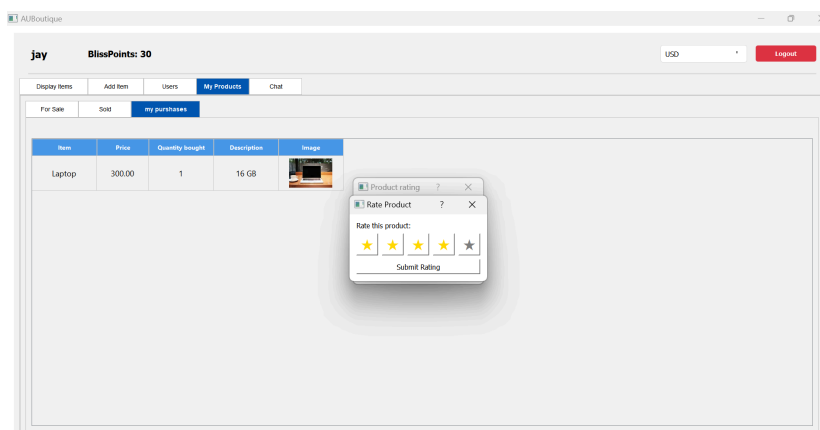 AUBoutique
jay BlissPoints: 30 USD Logout
Display Items Add Item Users My Products Chat
For Sale Sold my purshases
Item Price Quantity bought Description Image
Laptop 300.00 1 16 GB
Product rating ?
Rate Product ?
Rate this product:
Submit Rating